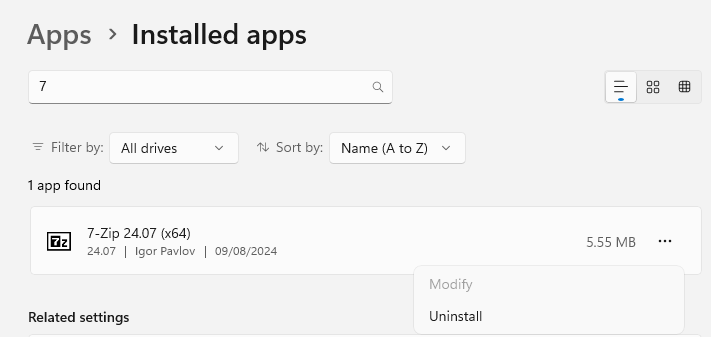 Apps > Installed apps
7
Filter by: All drives Sort by: Name (A to Z)
1 app found
7-Zip 24.07 (x64)
24.07 | Igor Pavlov | 09/08/2024
5.55 MB ...
Modify
Uninstall
Related settings